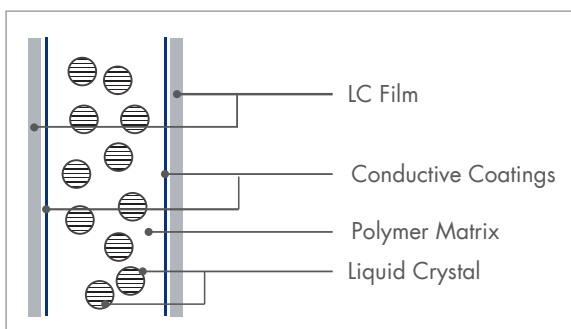 LC Film
Conductive Coatings
Polymer Matrix
Liquid Crystal